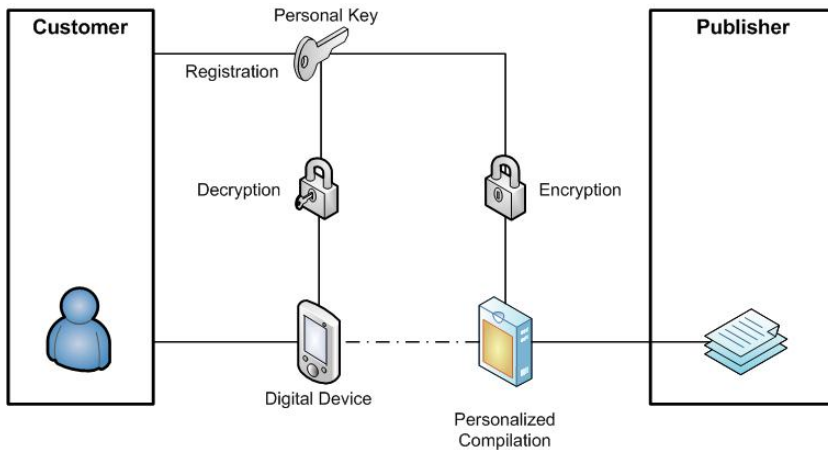 Customer
Personal Key
Publisher
Registration
Decryption
Encryption
Digital Device
Personalized
Compilation